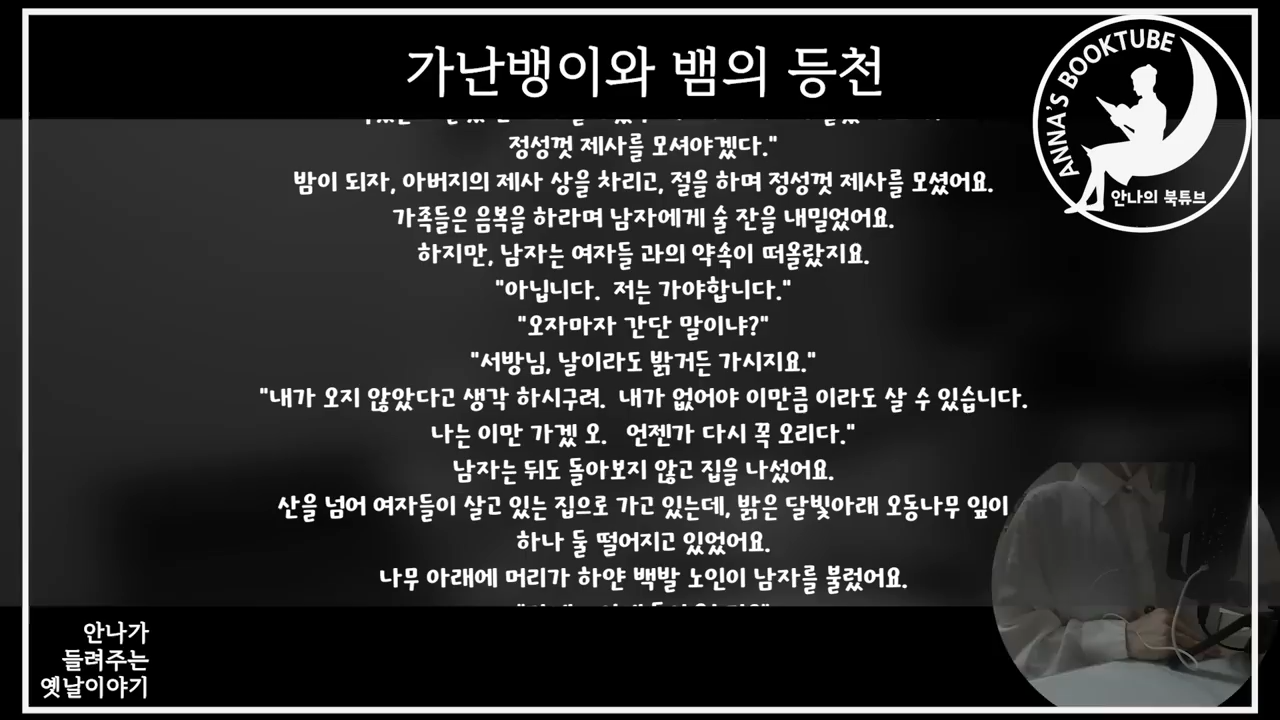 가난뱅이와 뱀의 등천
ANNA'S BOOKTUBE
안나의 북튜브
정성껏 제사를 모셔야겠다."
밤이 되자, 아버지의 제사 상을 차리고, 절을 하며 정성껏 제사를 모셨어요.
가족들은 음복을 하라며 남자에게 술 잔을 내밀었어요.
하지만, 남자는 여자들 과의 약속이 떠올랐지요.
"아닙니다.  저는 가야합니다."
"오자마자 간단 말이냐?"
"서방님, 날이라도 밝거든 가시지요."
"내가 오지 않았다고 생각 하시구려.  내가 없어야 이만큼 이라도 살 수 있습니다.
나는 이만 가겠 오.   언젠가 다시 꼭 오리다."
남자는 뒤도 돌아보지 않고 집을 나섰어요.
산을 넘어 여자들이 살고 있는 집으로 가고 있는데, 밝은 달빛아래 오동나무 잎이
하나 둘 떨어지고 있었어요.
나무 아래에 머리가 하얀 백발 노인이 남자를 불렀어요.
안나가
들려주는
옛날이야기